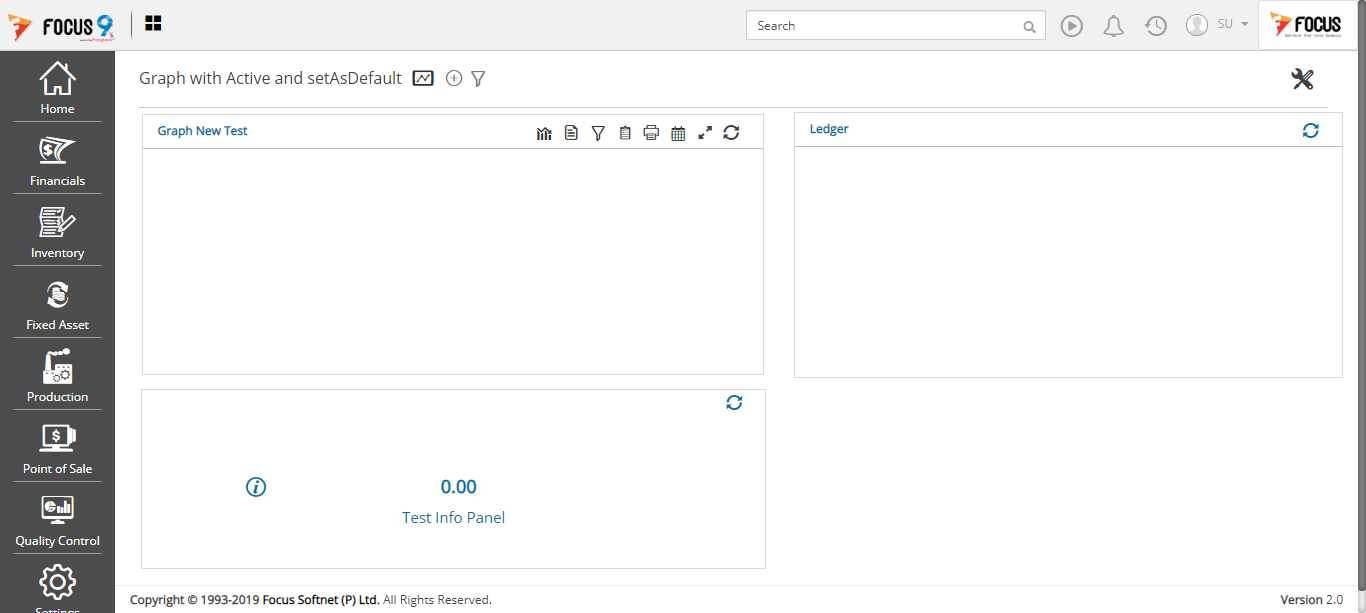 FOCUS 9
Search
SU
FOCUS
Home
Financials
Inventory
Fixed Asset
Production
Point of Sale
Quality Control
Settings
Graph with Active and setAsDefault
Graph New Test
Ledger
0.00
Test Info Panel
Copyright © 1993-2019 Focus Softnet (P) Ltd. All Rights Reserved.
Version 2.0